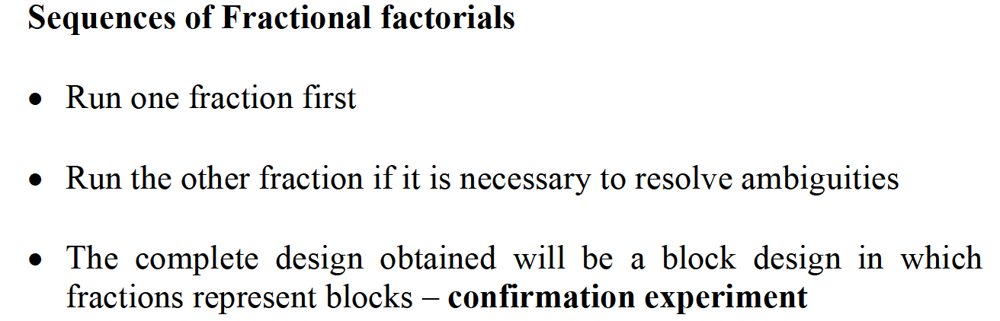 Sequences of Fractional factorials
• Run one fraction first
• Run the other fraction if it is necessary to resolve ambiguities
• The complete design obtained will be a block design in which
fractions represent blocks – confirmation experiment